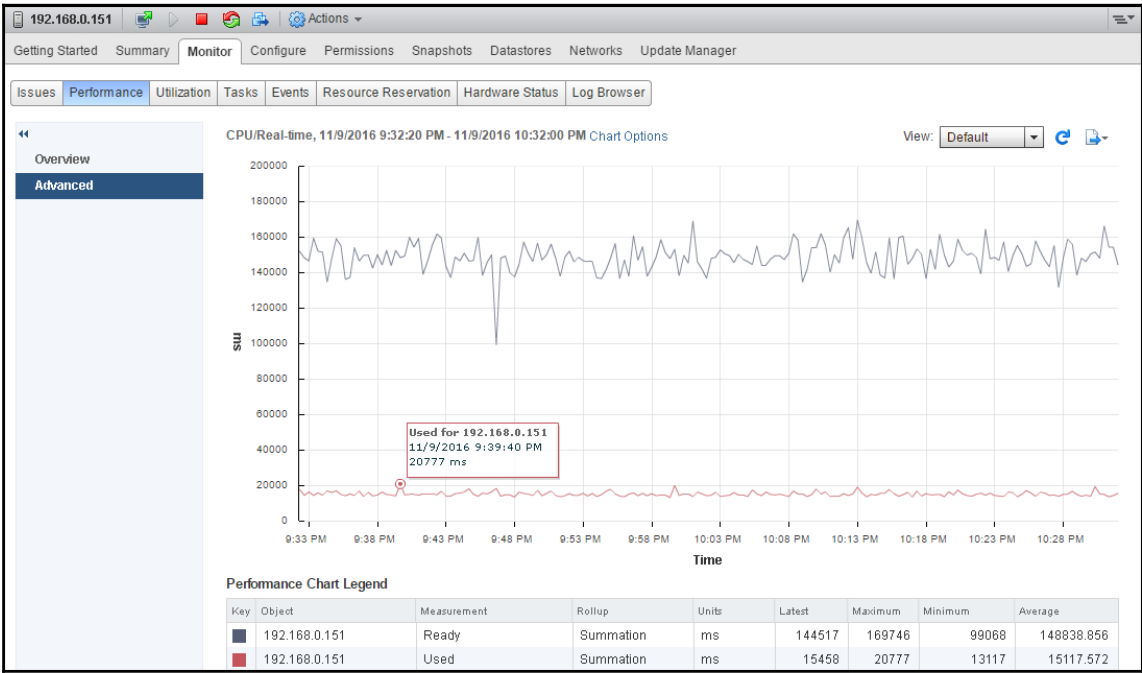 192.168.0.151 Actions
Getting Started Summary Monitor Configure Permissions Snapshots Datastores Networks Update Manager
Issues Performance Utilization Tasks Events Resource Reservation Hardware Status Log Browser
Overview
Advanced
CPU/Real-time, 11/9/2016 9:32:20 PM - 11/9/2016 10:32:00 PM Chart Options View: Default
200000
180000
160000
140000
120000
100000
80000
60000
40000
20000
0
ms
Used for 192.168.0.151
11/9/2016 9:39:40 PM
20777 ms
9:33 PM 9:38 PM 9:43 PM 9:48 PM 9:53 PM 9:58 PM 10:03 PM 10:08 PM 10:13 PM 10:18 PM 10:23 PM 10:28 PM
Time
Performance Chart Legend
Key Object Measurement Rollup Units Latest Maximum Minimum Average
192.168.0.151 Ready Summation ms 144517 169746 99068 148838.856
192.168.0.151 Used Summation ms 15458 20777 13117 15117.572